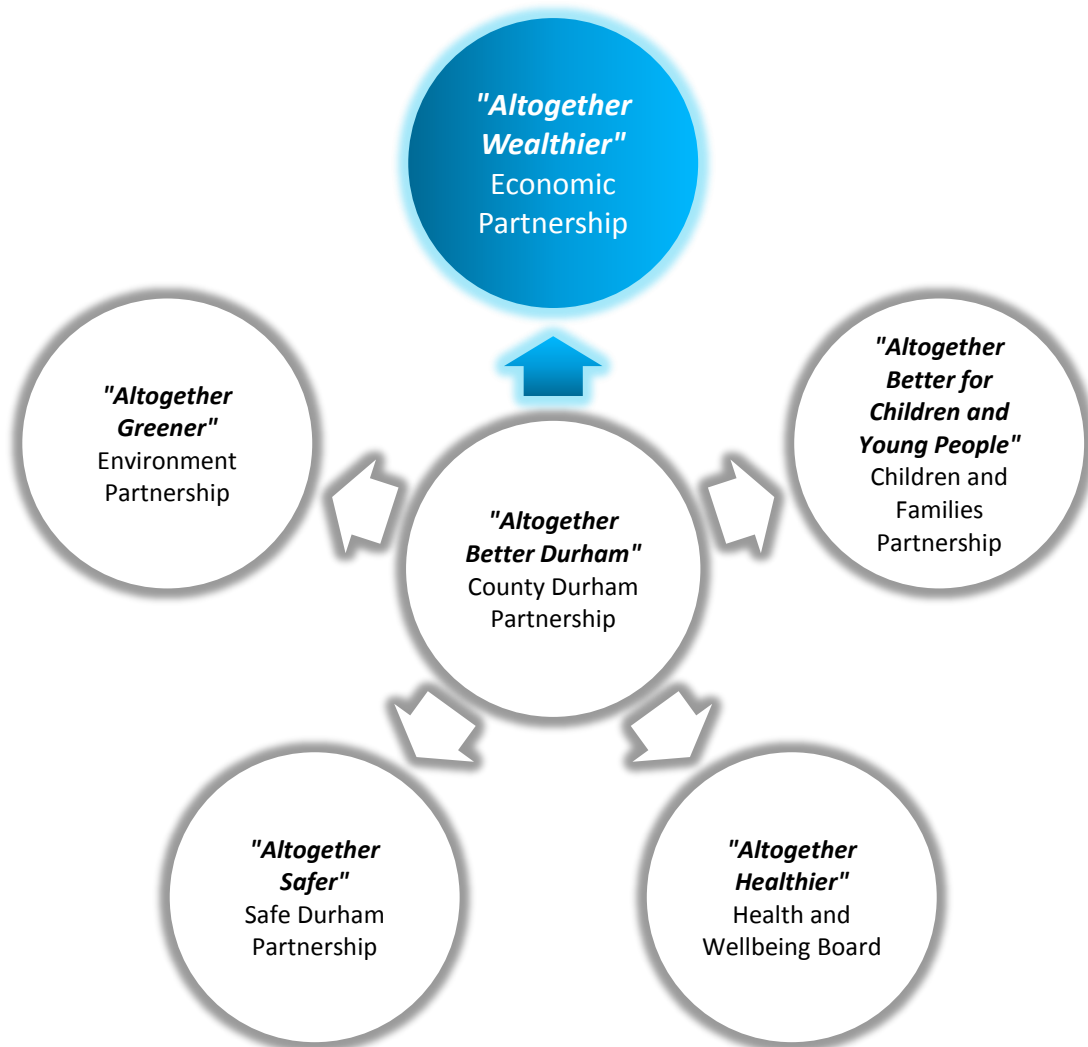 "Altogether
Wealthier"
Economic
Partnership
"Altogether
Better for
Children and
Young People"
Children and
Families
Partnership
"Altogether
Greener"
Environment
Partnership
"Altogether
Better Durham"
County Durham
Partnership
"Altogether
Safer"
Safe Durham
Partnership
"Altogether
Healthier"
Health and
Wellbeing Board